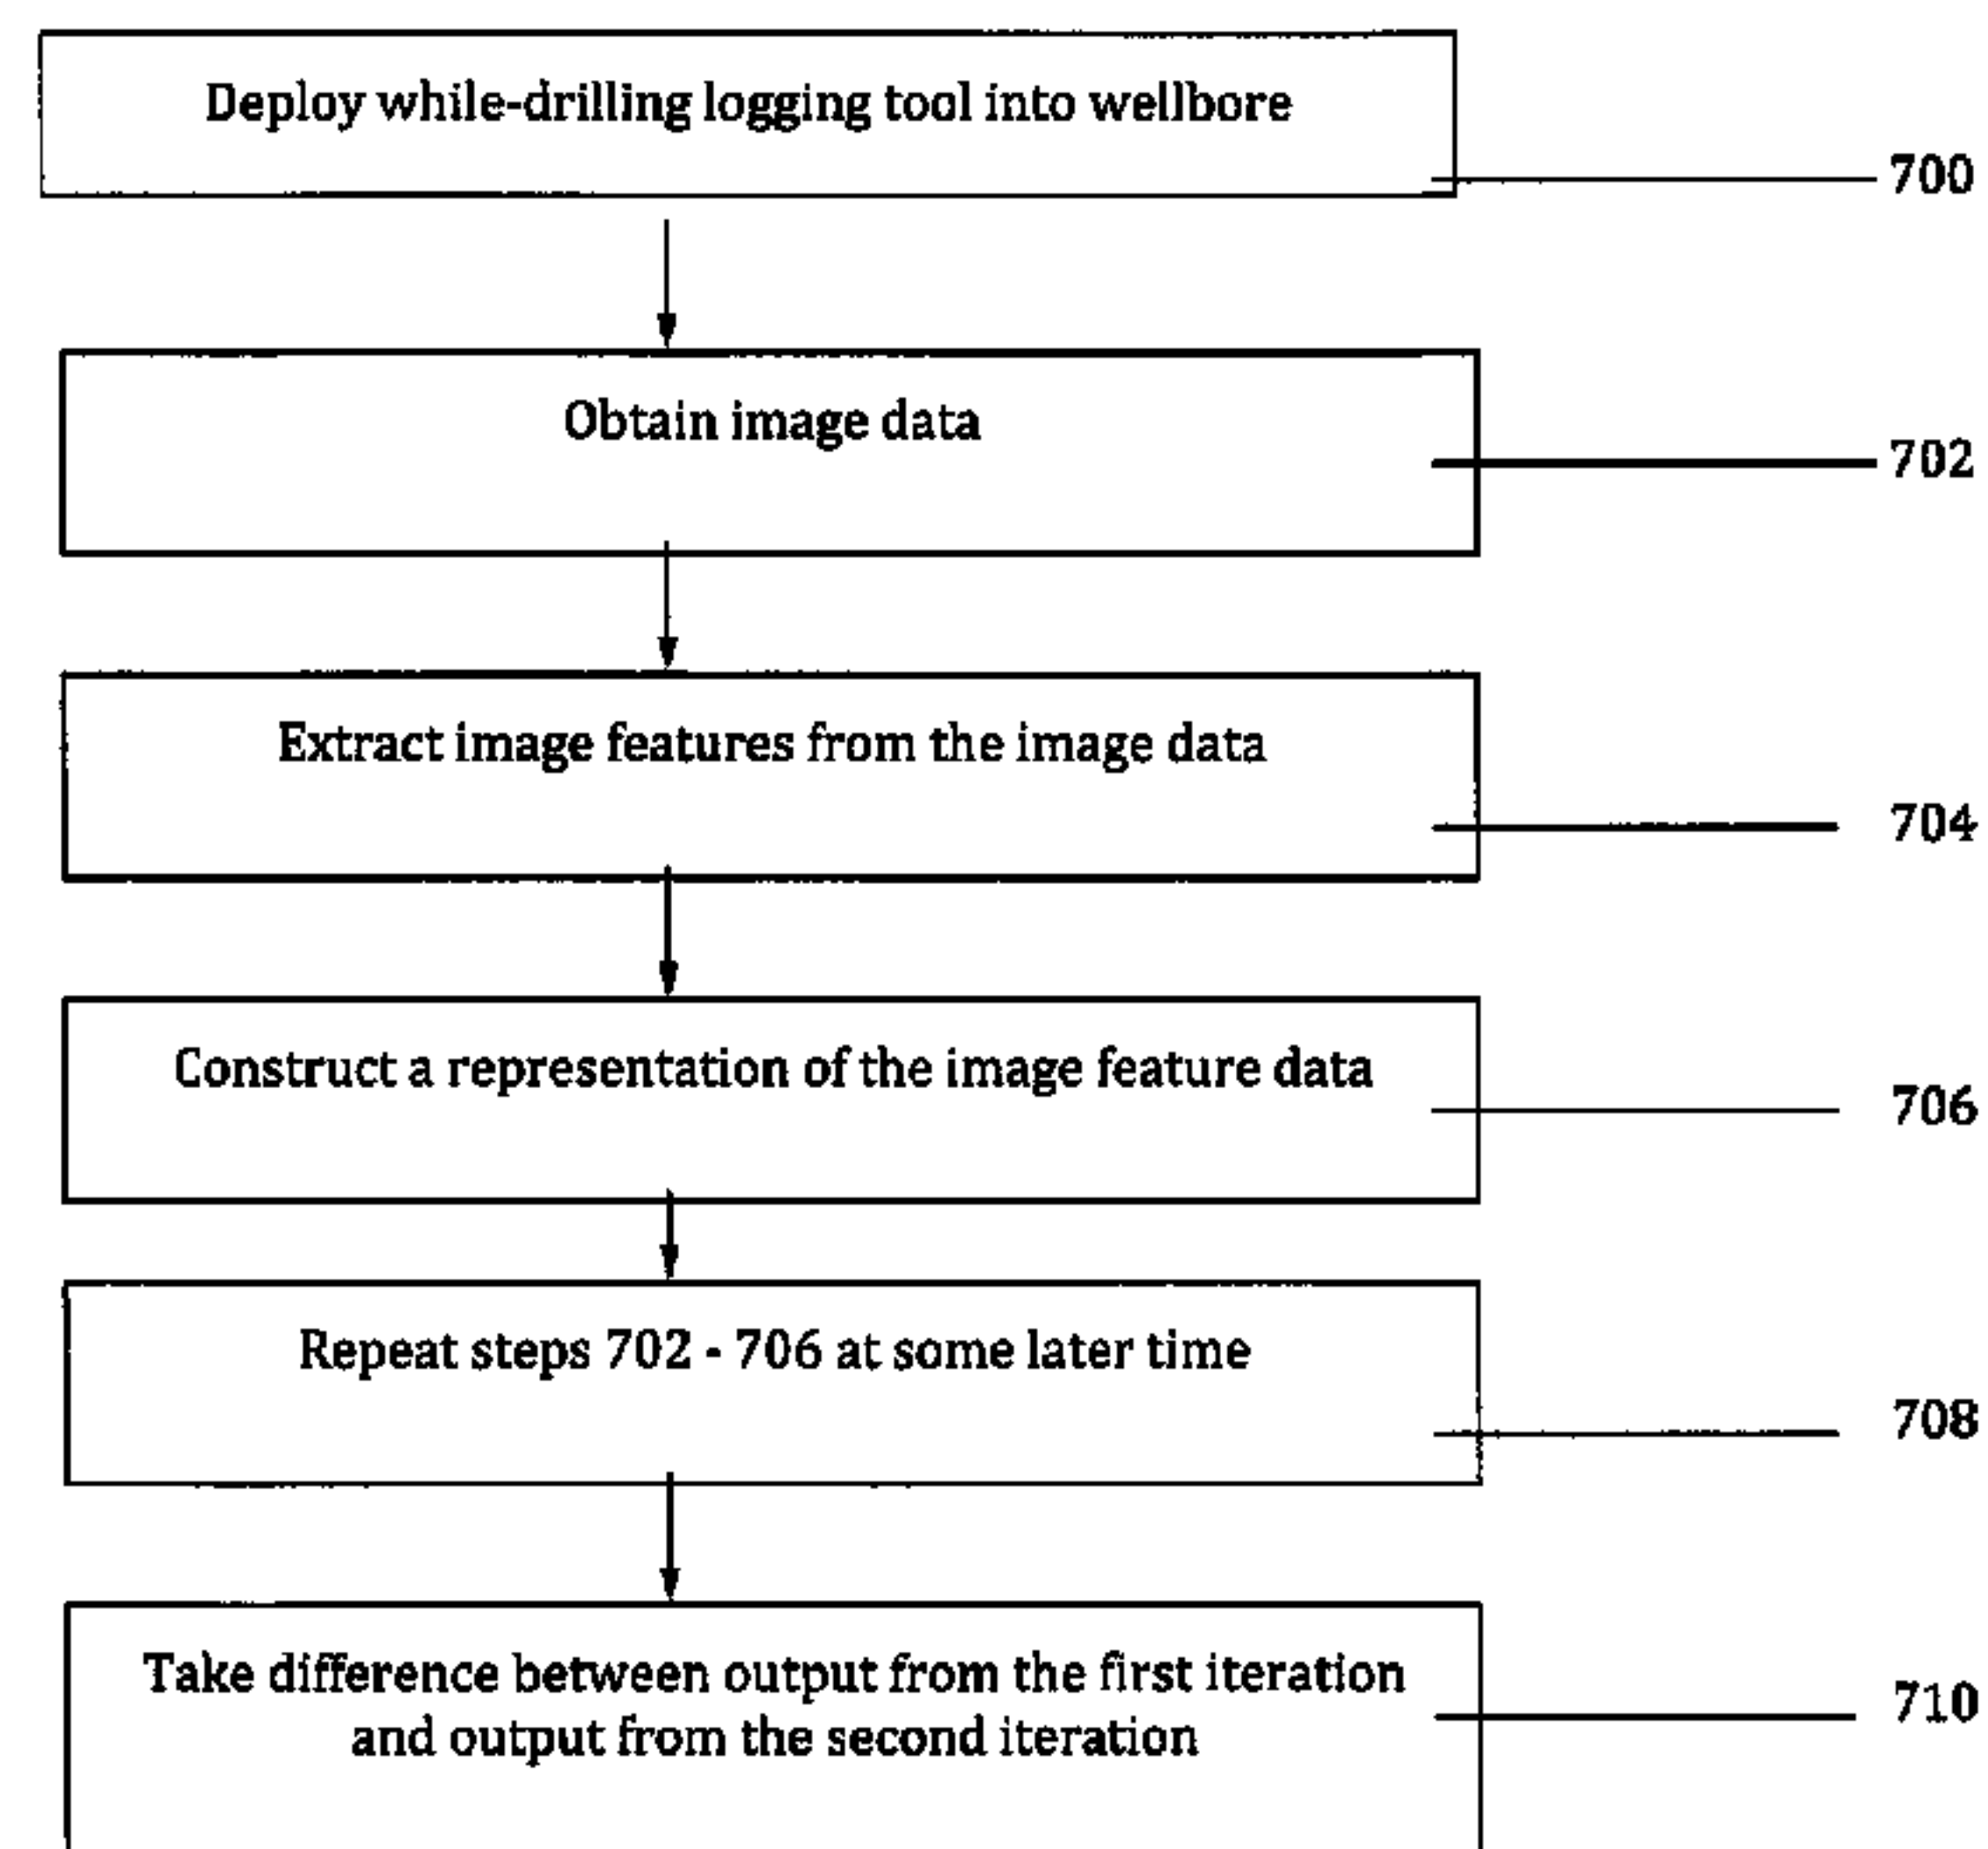 Deploy while-drilling logging tool into wellbore
700
Obtain image data
702
Extract image features from the image data
704
Construct a representation of the image feature data
706
Repeat steps 702 - 706 at some later time
708
Take difference between output from the first iteration
and output from the second iteration
710